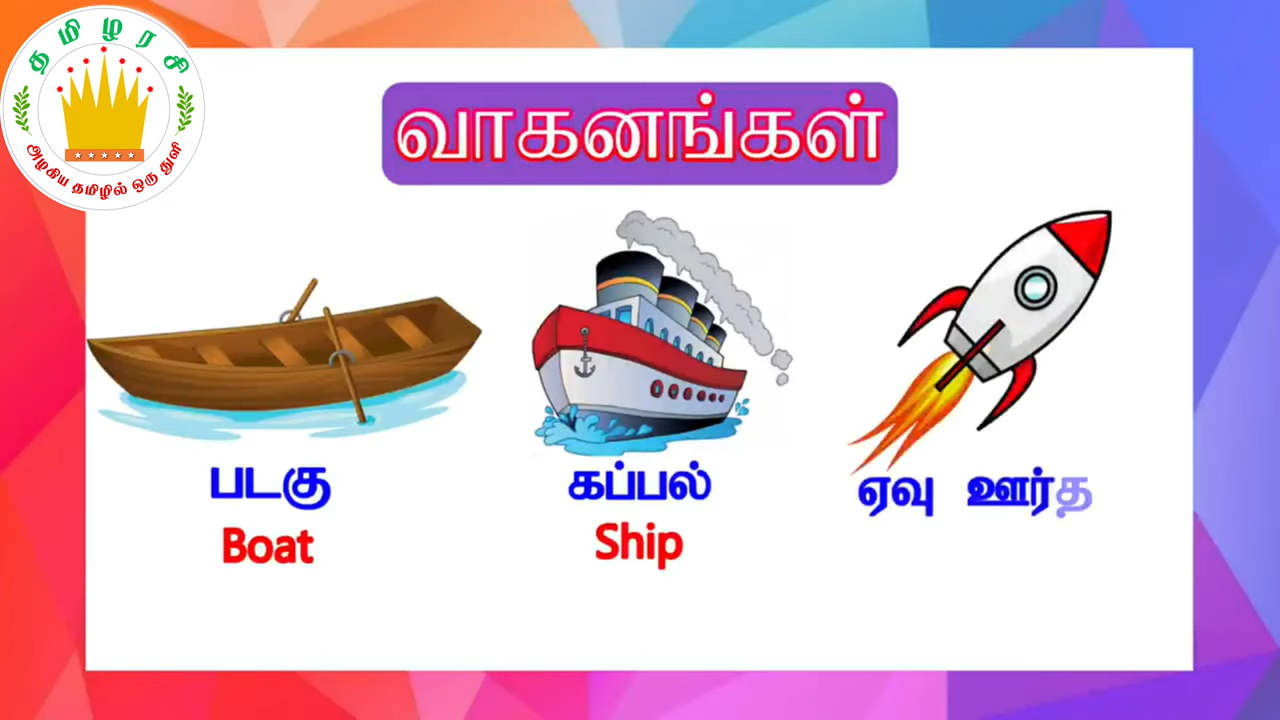 தமிழரசி
அழகிய தமிழில் ஒரு துளி
வாகனங்கள்
படகு
Boat
கப்பல்
Ship
ஏவு ஊர்த